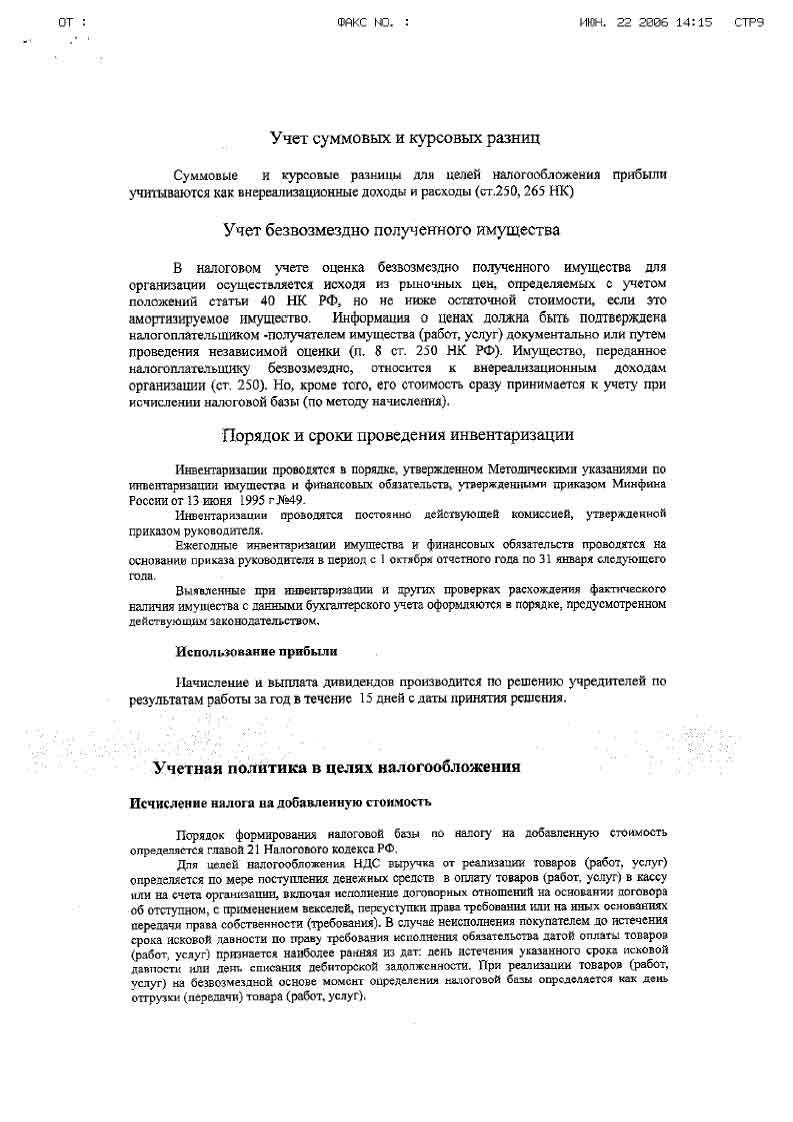 ОТ : ФАКС NO. : ИЮН. 22 2006 14:15 СТР9
Учет суммовых и курсовых разниц
Суммовые и курсовые разницы для целей налогообложения прибыли
учитываются как внереализационные доходы и расходы (ст.250, 265 НК)
Учет безвозмездно полученного имущества
В налоговом учете оценка безвозмездно полученного имущества для
организации осуществляется исходя из рыночных цен, определяемых с учетом
положений статьи 40 НК РФ, но не ниже остаточной стоимости, если это
амортизируемое имущество. Информация о ценах должна быть подтверждена
налогоплательщиком -получателем имущества (работ, услуг) документально или путем
проведения независимой оценки (п. 8 ст. 250 НК РФ). Имущество, переданное
налогоплательщику безвозмездно, относится к внереализационным доходам
организации (ст. 250). Но, кроме того, его стоимость сразу принимается к учету при
исчислении налоговой базы (по методу начисления).
Порядок и сроки проведения инвентаризации
Инвентаризации проводятся в порядке, утвержденном Методическими указаниями по
инвентаризации имущества и финансовых обязательств, утвержденными приказом Минфина
России от 13 июня 1995 г №49.
Инвентаризации проводятся постоянно действующей комиссией, утвержденной
приказом руководителя.
Ежегодные инвентаризации имущества и финансовых обязательств проводятся на
основании приказа руководителя в период с 1 октября отчетного года по 31 января следующего
года.
Выявленные при инвентаризации и других проверках расхождения фактического
наличия имущества с данными бухгалтерского учета оформляются в порядке, предусмотренном
действующим законодательством.
Использование прибыли
Начисление и выплата дивидендов производится по решению учредителей по
результатам работы за год в течение 15 дней с даты принятия решения.
Учетная политика в целях налогообложения
Исчисление налога на добавленную стоимость
Порядок формирования налоговой базы по налогу на добавленную стоимость
определяется главой 21 Налогового кодекса РФ.
Для целей налогообложения НДС выручка от реализации товаров (работ, услуг)
определяется по мере поступления денежных средств в оплату товаров (работ, услуг) в кассу
или на счета организации, включая исполнение договорных отношений на основании договора
об отступном, с применением векселей, переуступки права требования или на иных основаниях
передачи права собственности (требования). В случае неисполнения покупателем до истечения
срока исковой давности по праву требования исполнения обязательства датой оплаты товаров
(работ, услуг) признается наиболее ранняя из дат: день истечения указанного срока исковой
давности или день списания дебиторской задолженности. При реализации товаров (работ,
услуг) на безвозмездной основе момент определения налоговой базы определяется как день
отгрузки (передачи) товара (работ, услуг).